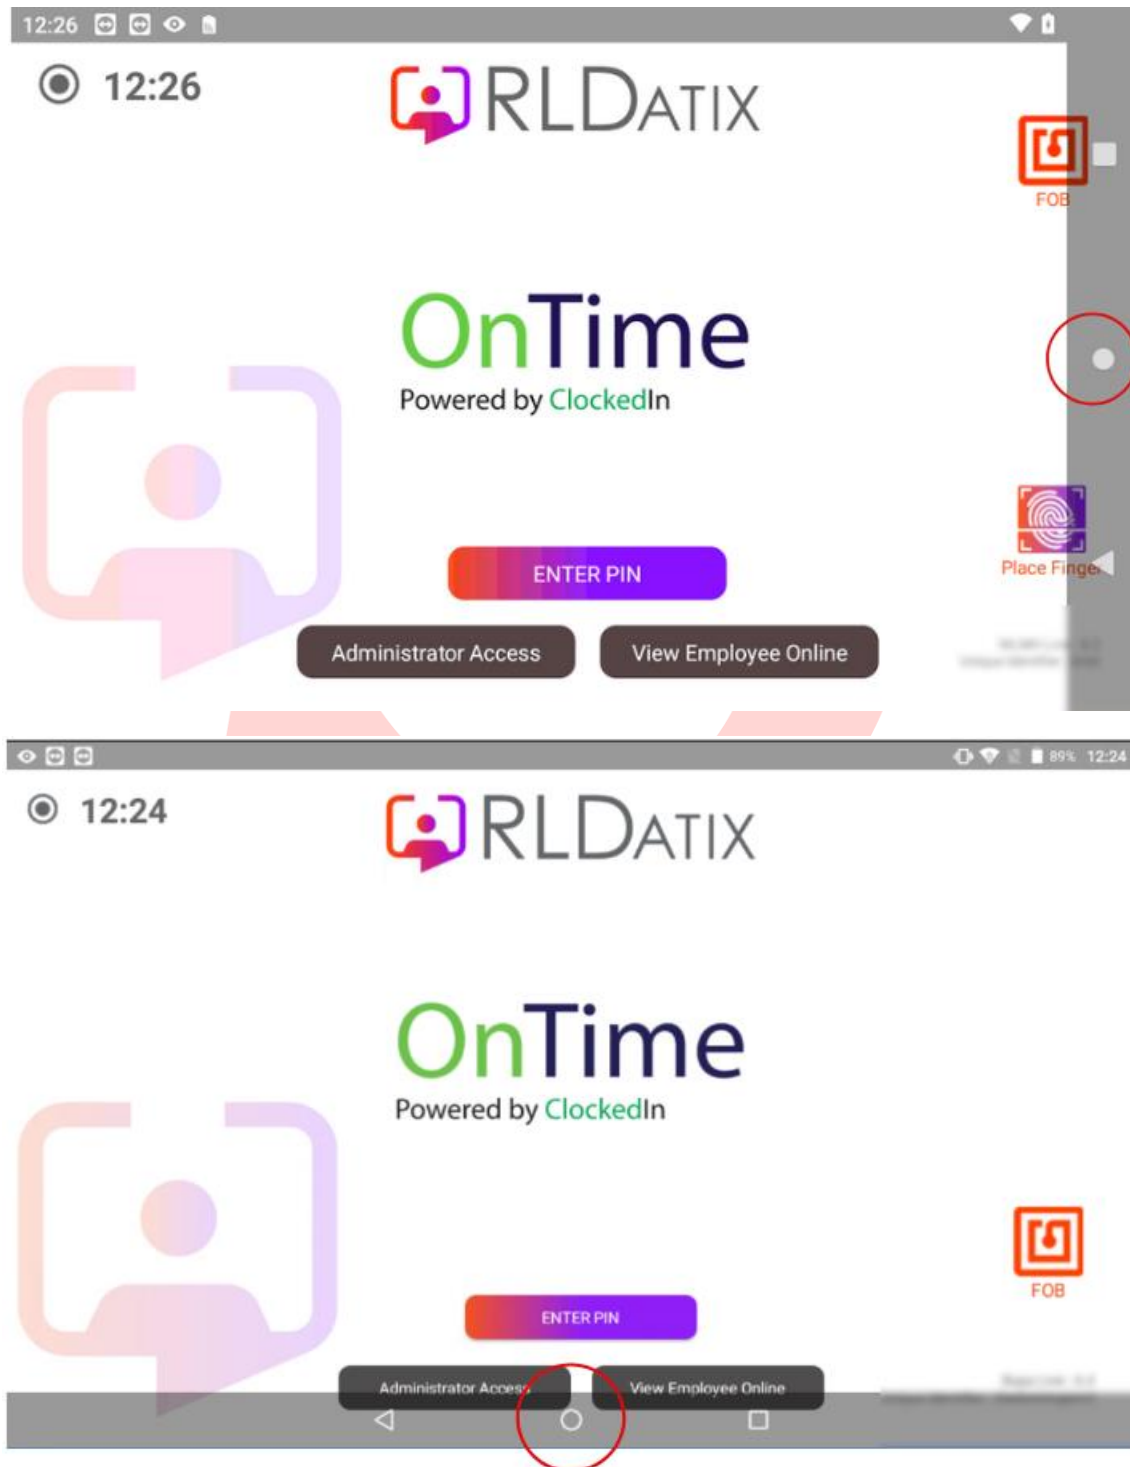 12:26
12:26
RLDATIX
FOB
OnTime
Powered by ClockedIn
ENTER PIN
Place Finger
Administrator Access
View Employee Online
89% 12:24
12:24
RLDATIX
OnTime
Powered by ClockedIn
FOB
ENTER PIN
Administrator Access
View Employee Online